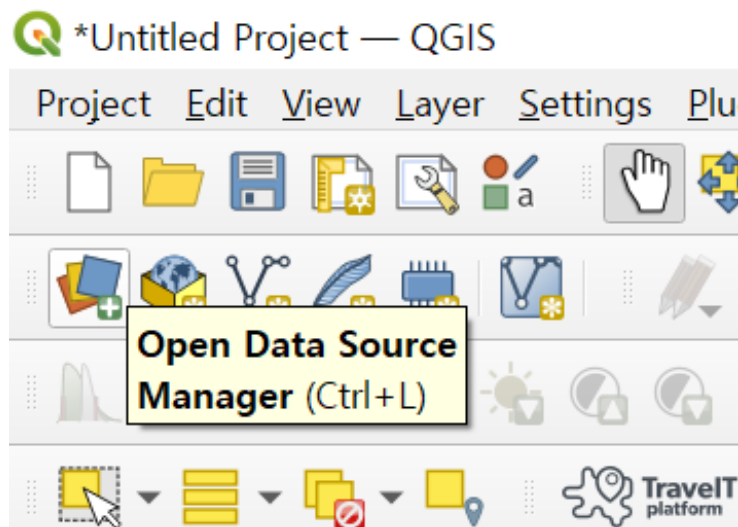 *Untitled Project — QGIS
Project Edit View Layer Settings Plu
a
Open Data Source
Manager (Ctrl+L)
TravelT
platform